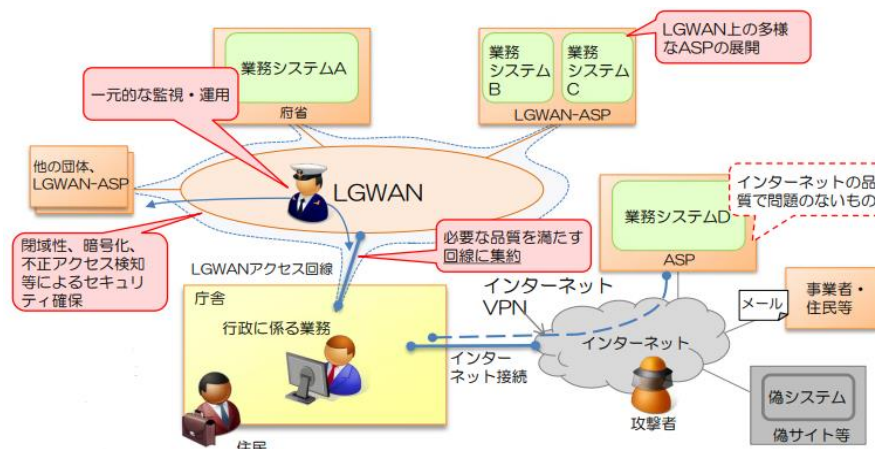 LGWAN上の多様
なASPの展開
業務システムA
府省
業務
システム
B
業務
システム
C
LGWAN-ASP
一元的な監視・運用
他の団体、
LGWAN-ASP
LGWAN
インターネットの品
質で問題のないもの
業務システムD
ASP
閉域性、暗号化、
不正アクセス検知
等によるセキュリ
ティ確保
必要な品質を満たす
回線に集約
LGWANアクセス回線
庁舎
行政に係る業務
インターネット
VPN
メール
事業者・
住民等
インターネット
インター
ネット接続
攻撃者
偽システム
偽サイト等
住民